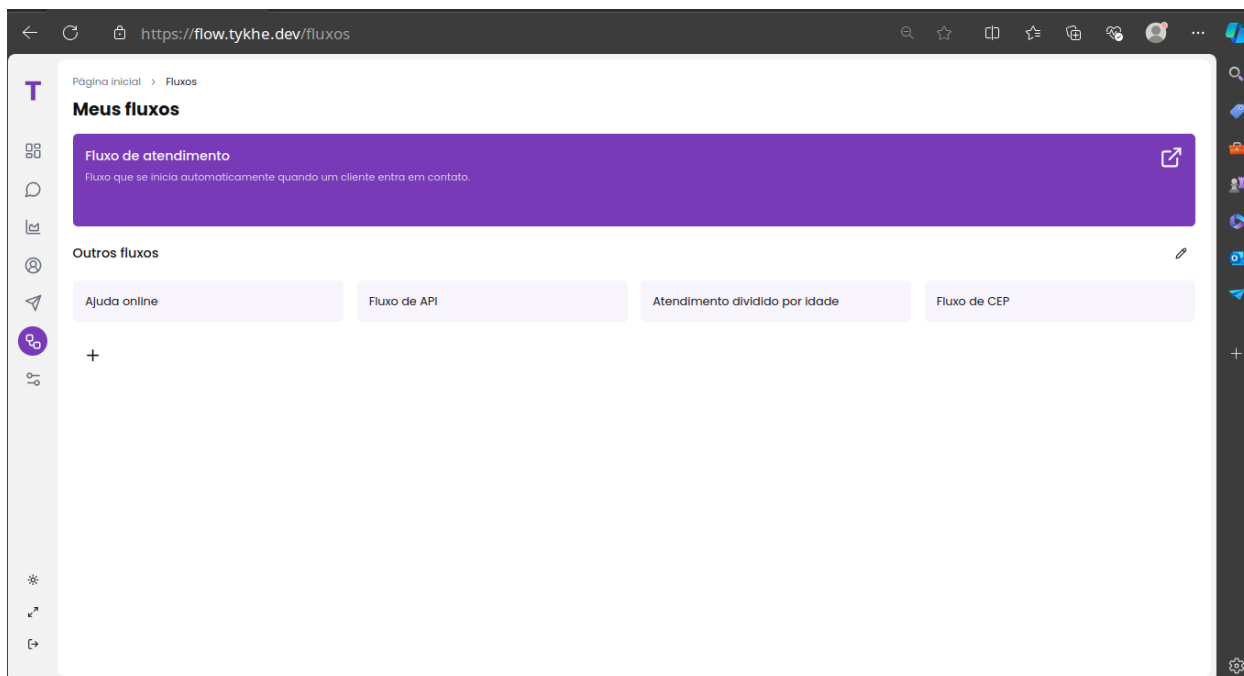 https://flow.tykhe.dev/fluxos
T
Página inicial > Fluxos
Meus fluxos
Fluxo de atendimento
Fluxo que se inicia automaticamente quando um cliente entra em contato.
Outros fluxos
Ajuda online
Fluxo de API
Atendimento dividido por idade
Fluxo de CEP